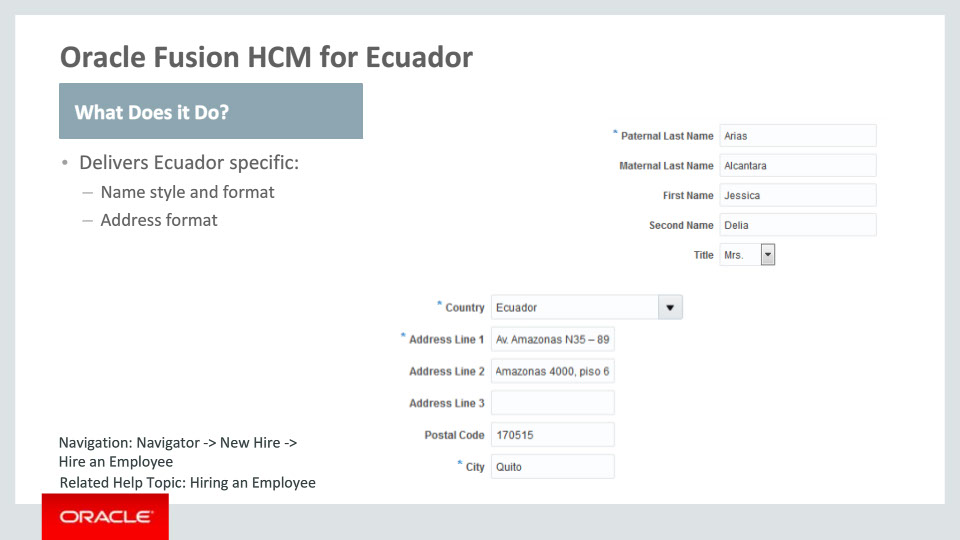 Oracle Fusion HCM for Ecuador
What Does it Do?
• Delivers Ecuador specific:
– Name style and format
– Address format
* Paternal Last Name Arias
Maternal Last Name Alcantara
First Name Jessica
Second Name Delia
Title Mrs.
* Country Ecuador
* Address Line 1 Av. Amazonas N35 – 89
Address Line 2 Amazonas 4000, piso 6
Address Line 3
Postal Code 170515
* City Quito
Navigation: Navigator -> New Hire ->
Hire an Employee
Related Help Topic: Hiring an Employee
ORACLE